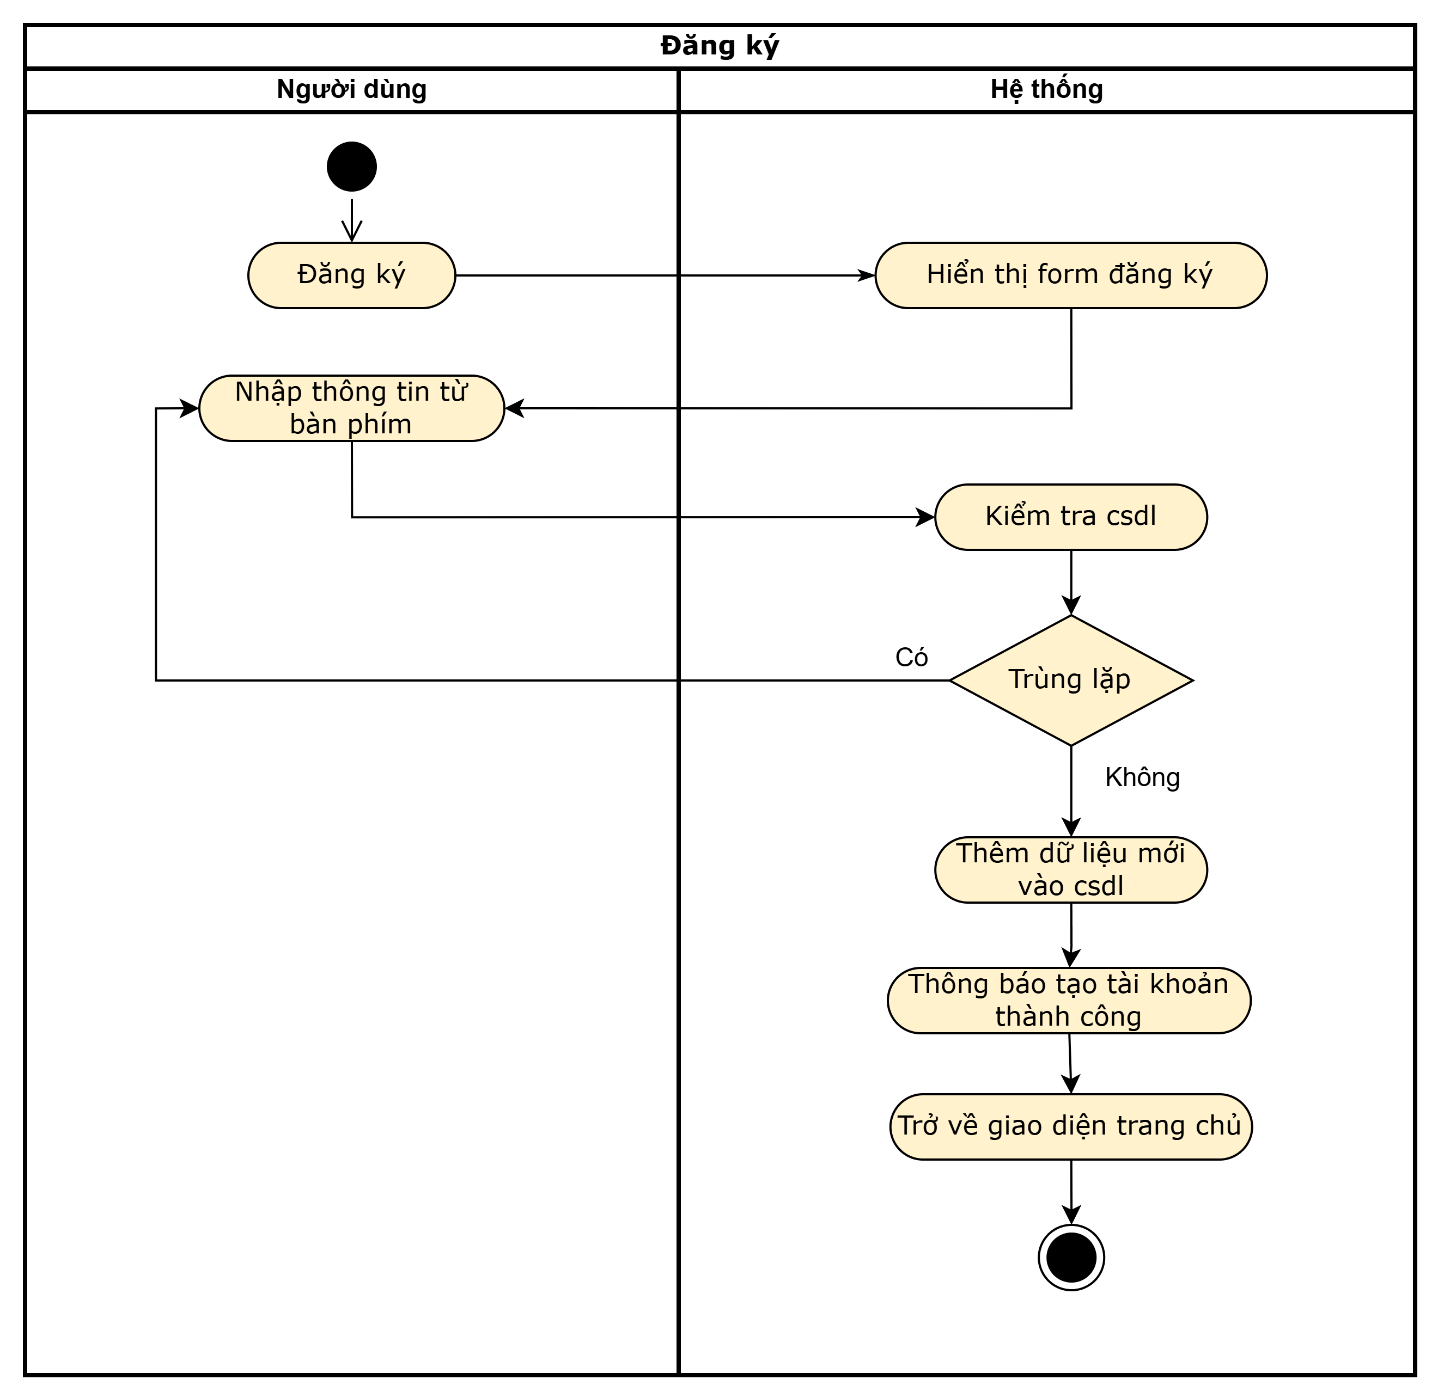 Đăng ký
Người dùng
Hệ thống
Đăng ký
Hiển thị form đăng ký
Nhập thông tin từ
bàn phím
Kiểm tra csdl
Trùng lặp
Có
Không
Thêm dữ liệu mới
vào csdl
Thông báo tạo tài khoản
thành công
Trở về giao diện trang chủ